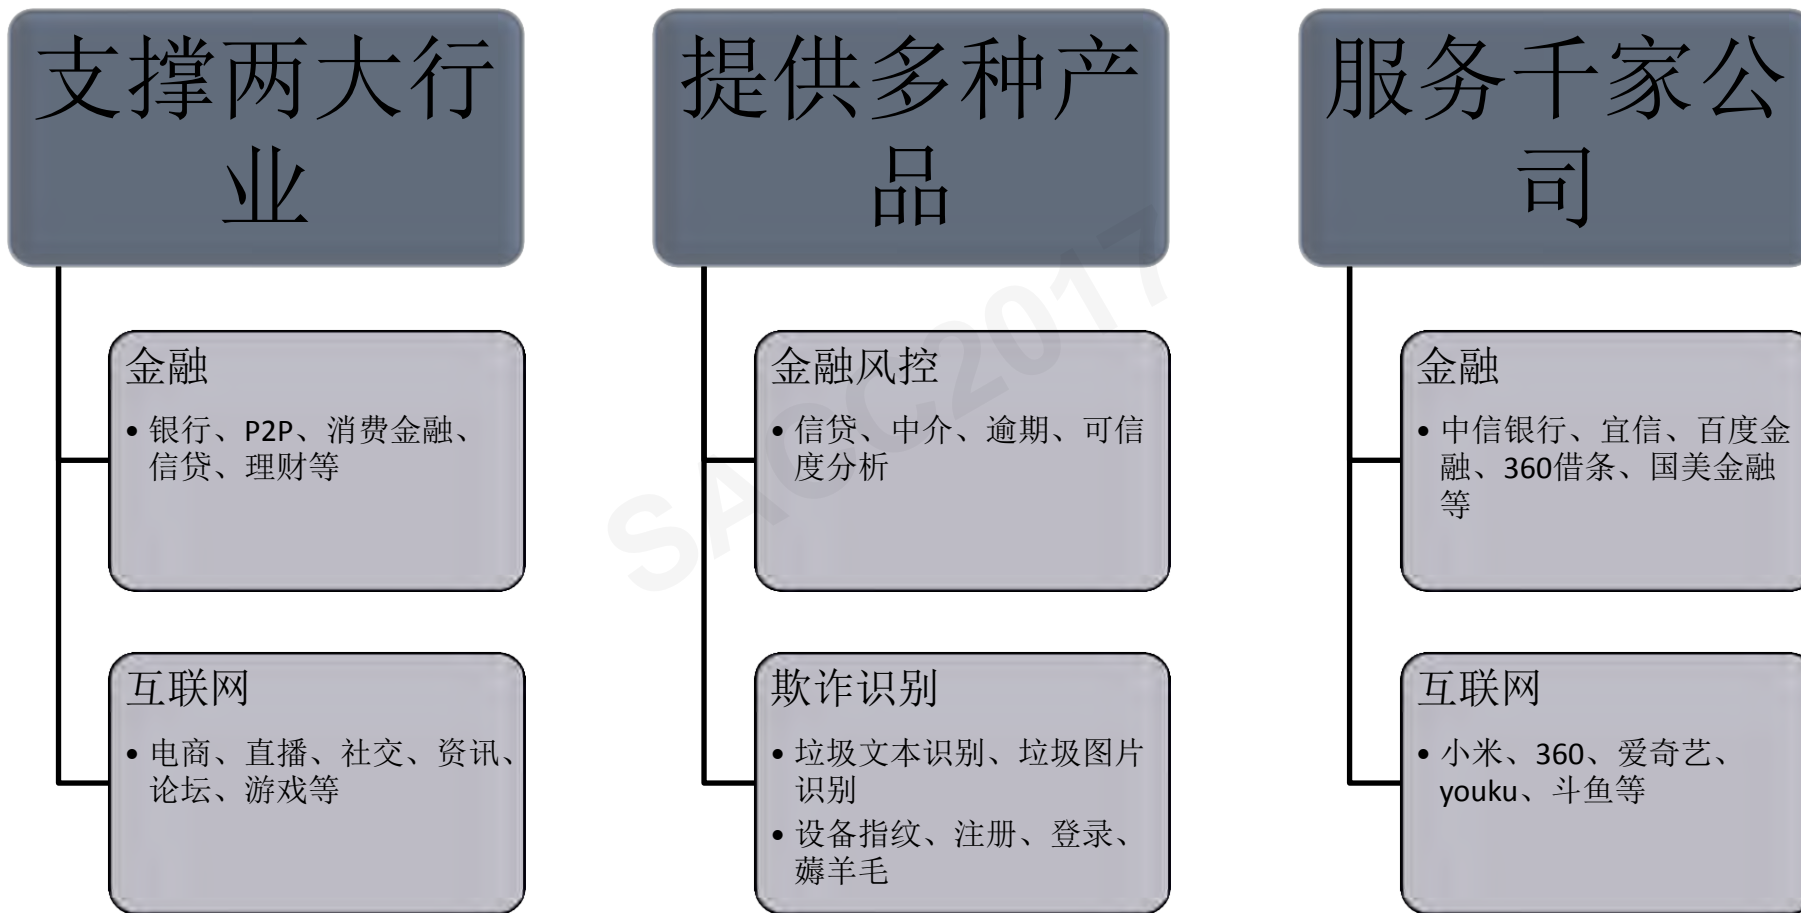 支撑两大行
业
金融
• 银行、P2P、消费金融、
信贷、理财等
互联网
• 电商、直播、社交、资讯、
论坛、游戏等
提供多种产
品
金融风控
• 信贷、中介、逾期、可信
度分析
欺诈识别
• 垃圾文本识别、垃圾图片
识别
• 设备指纹、注册、登录、
薅羊毛
服务千家公
司
金融
• 中信银行、宜信、百度金
融、360借条、国美金融
等
互联网
• 小米、360、爱奇艺、
youku、斗鱼等
SACC2017